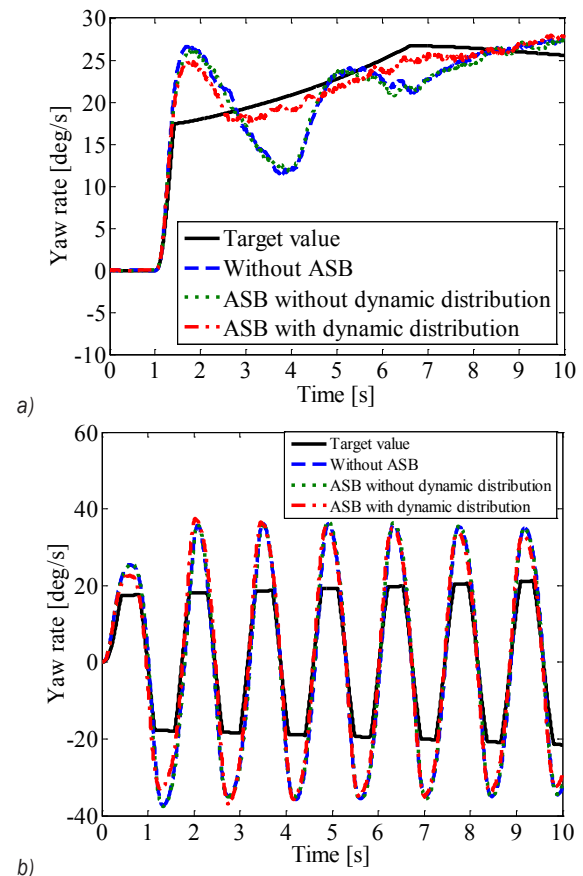 30
25
20
15
10
5
0
-5
-10
Yaw rate [deg/s]
Target value
Without ASB
ASB without dynamic distribution
ASB with dynamic distribution
0 1 2 3 4 5 6 7 8 9 10
Time [s]
a)
60
40
20
0
-20
-40
Yaw rate [deg/s]
Target value
Without ASB
ASB without dynamic distribution
ASB with dynamic distribution
0 1 2 3 4 5 6 7 8 9 10
Time [s]
b)